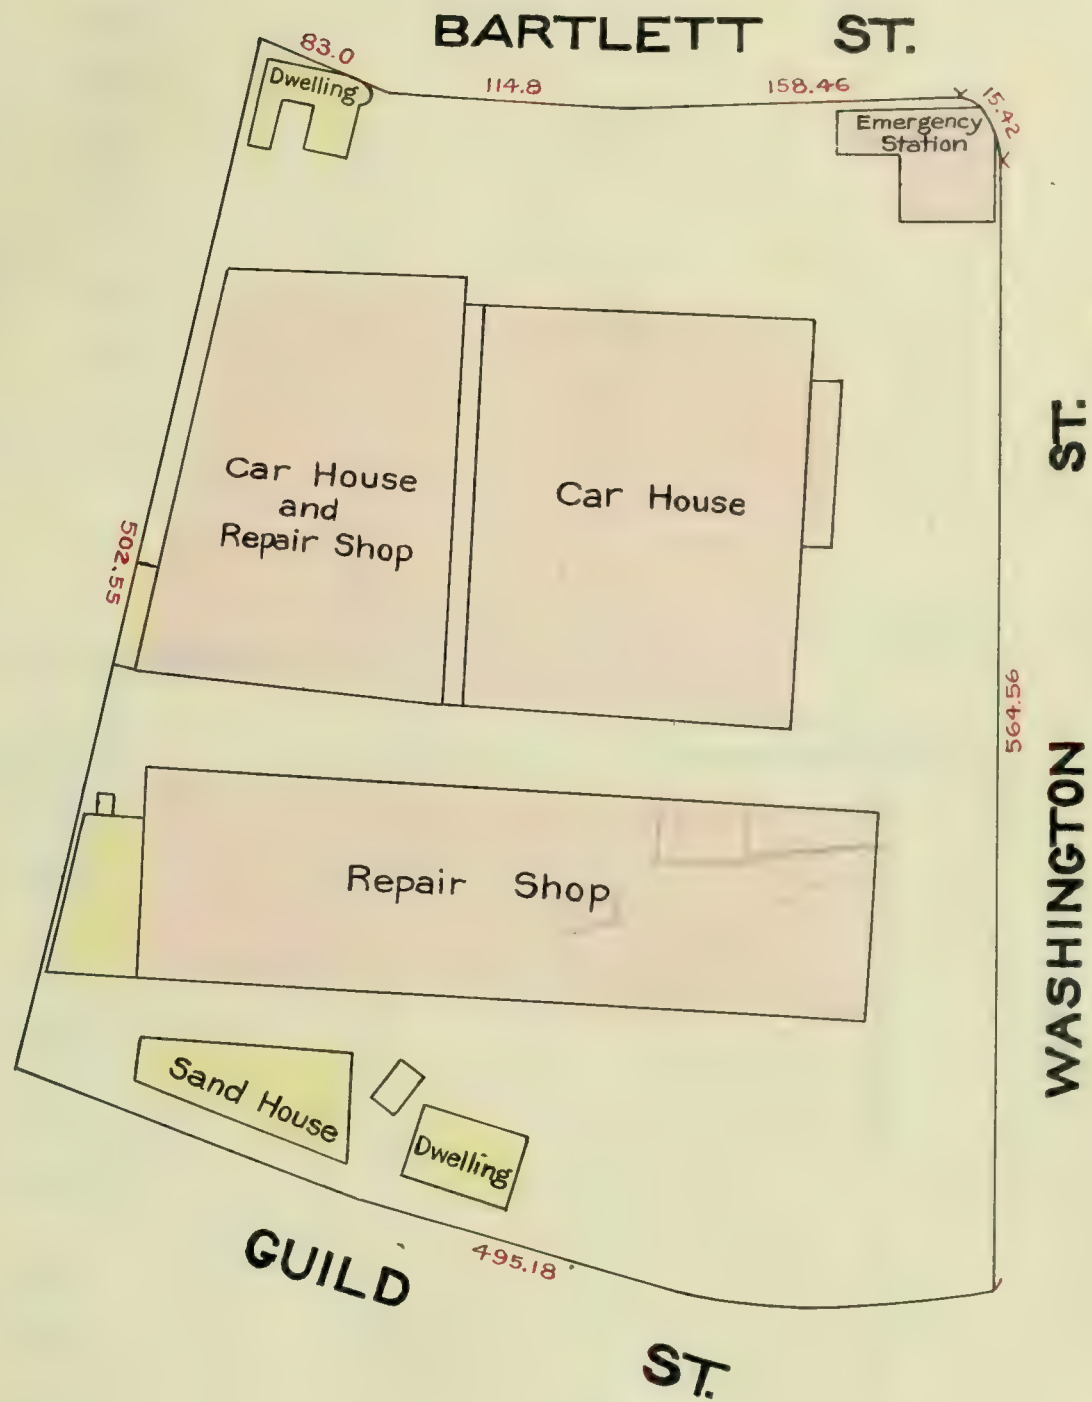 BARTLETT ST.
83.0
114.8
158.46
15.42
Dwelling
Emergency
Station
Car House
and
Repair Shop
Car House
502.55
564.56
WASHINGTON ST.
Repair Shop
Sand House
Dwelling
495.18
GUILD ST.